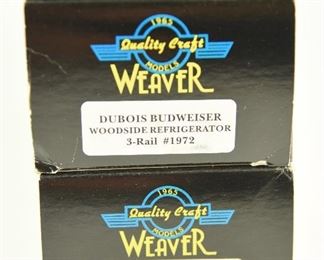 1965
Quality Craft
MODELS
WEAVER
DUBOIS BUDWEISER
WOODSIDE REFRIGERATOR
3-Rail #1972
1965
Quality Craft
MODELS
WEAVER